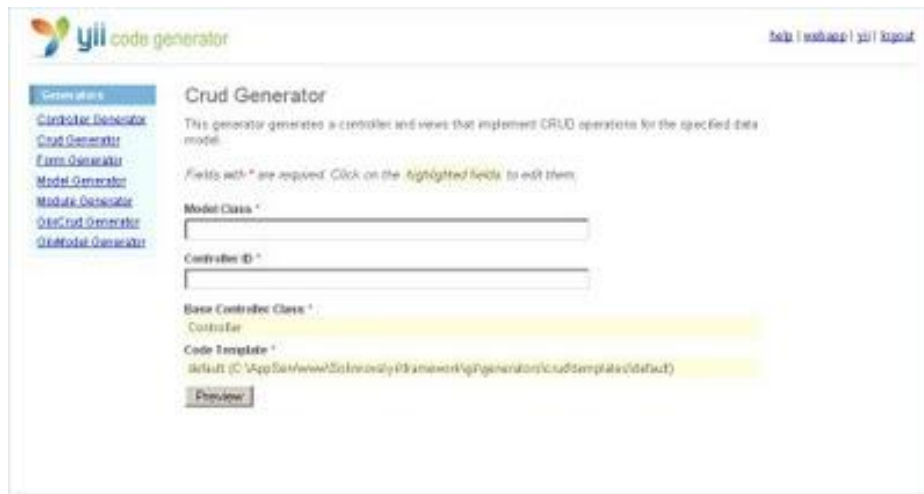 yii code generator
help | webapp | yii | logout
Generators
Controller Generator
Crud Generator
Form Generator
Model Generator
Module Generator
Crud Generator
This generator generates a controller and views that implement CRUD operations for the specified data
model.
Fields with * are required. Click on the highlighted fields to edit them.
Model Class *
Controller ID *
Base Controller Class *
Controller
Code Template *
Preview